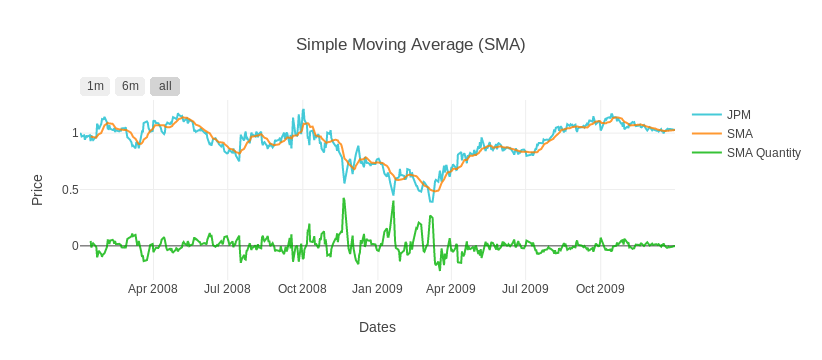 Simple Moving Average (SMA)
1m 6m all
JPM
SMA
SMA Quantity
Price
1
0.5
0
Apr 2008 Jul 2008 Oct 2008 Jan 2009 Apr 2009 Jul 2009 Oct 2009
Dates